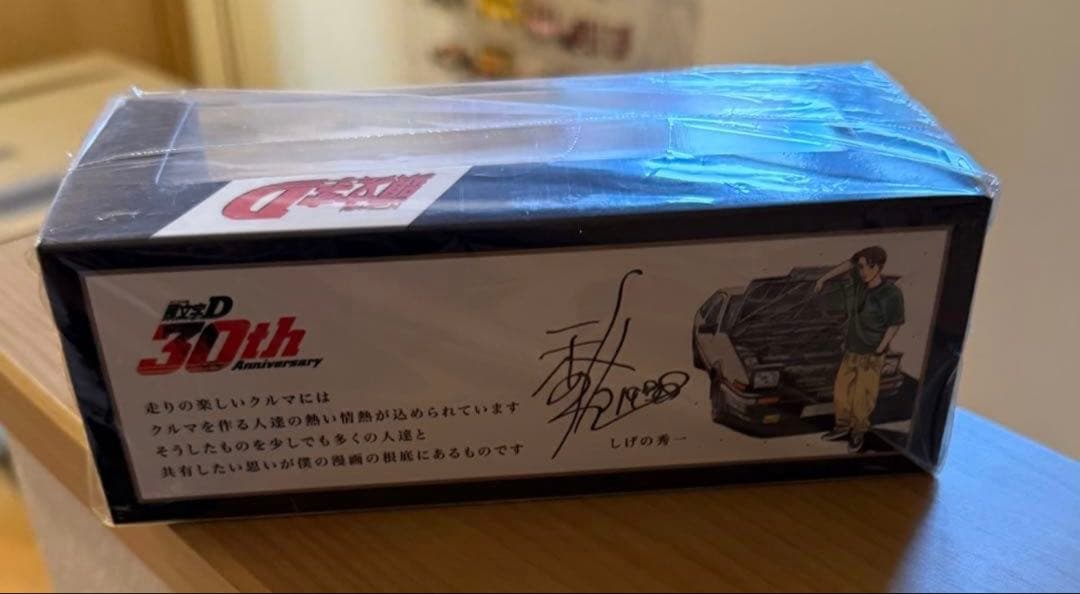 頭文字D
頭文字D
30th
Anniversary
走りの楽しいクルマには
クルマを作る人達の熱い情熱が込められています
そうしたものを少しでも多くの人達と
共有したい思いが僕の漫画の根底にあるものです
しげの秀一